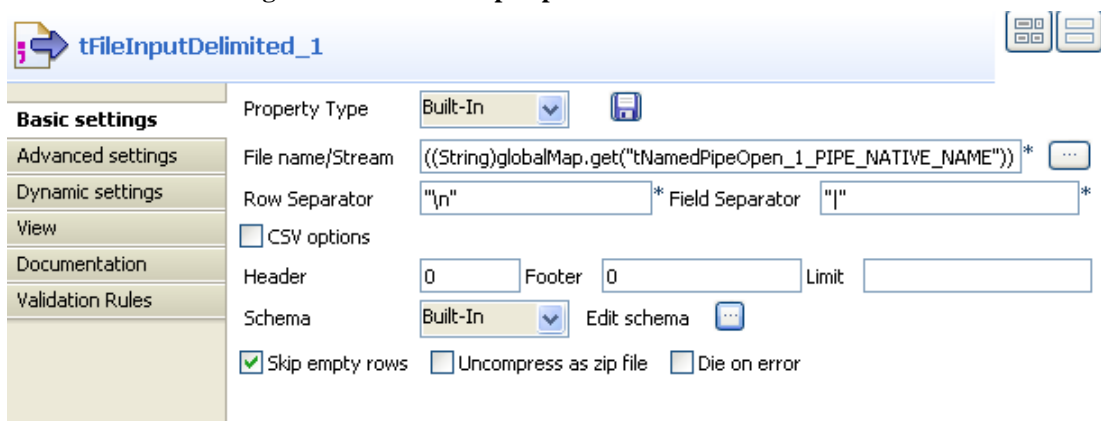 tFileInputDelimited_1
Basic settings
Advanced settings
Dynamic settings
View
Documentation
Validation Rules
Property Type Built-In
File name/Stream ((String)globalMap.get("tNamedPipeOpen_1_PIPE_NATIVE_NAME")) * ...
Row Separator "\n" * Field Separator "|" *
CSV options
Header 0 Footer 0 Limit
Schema Built-In Edit schema ...
Skip empty rows Uncompress as zip file Die on error